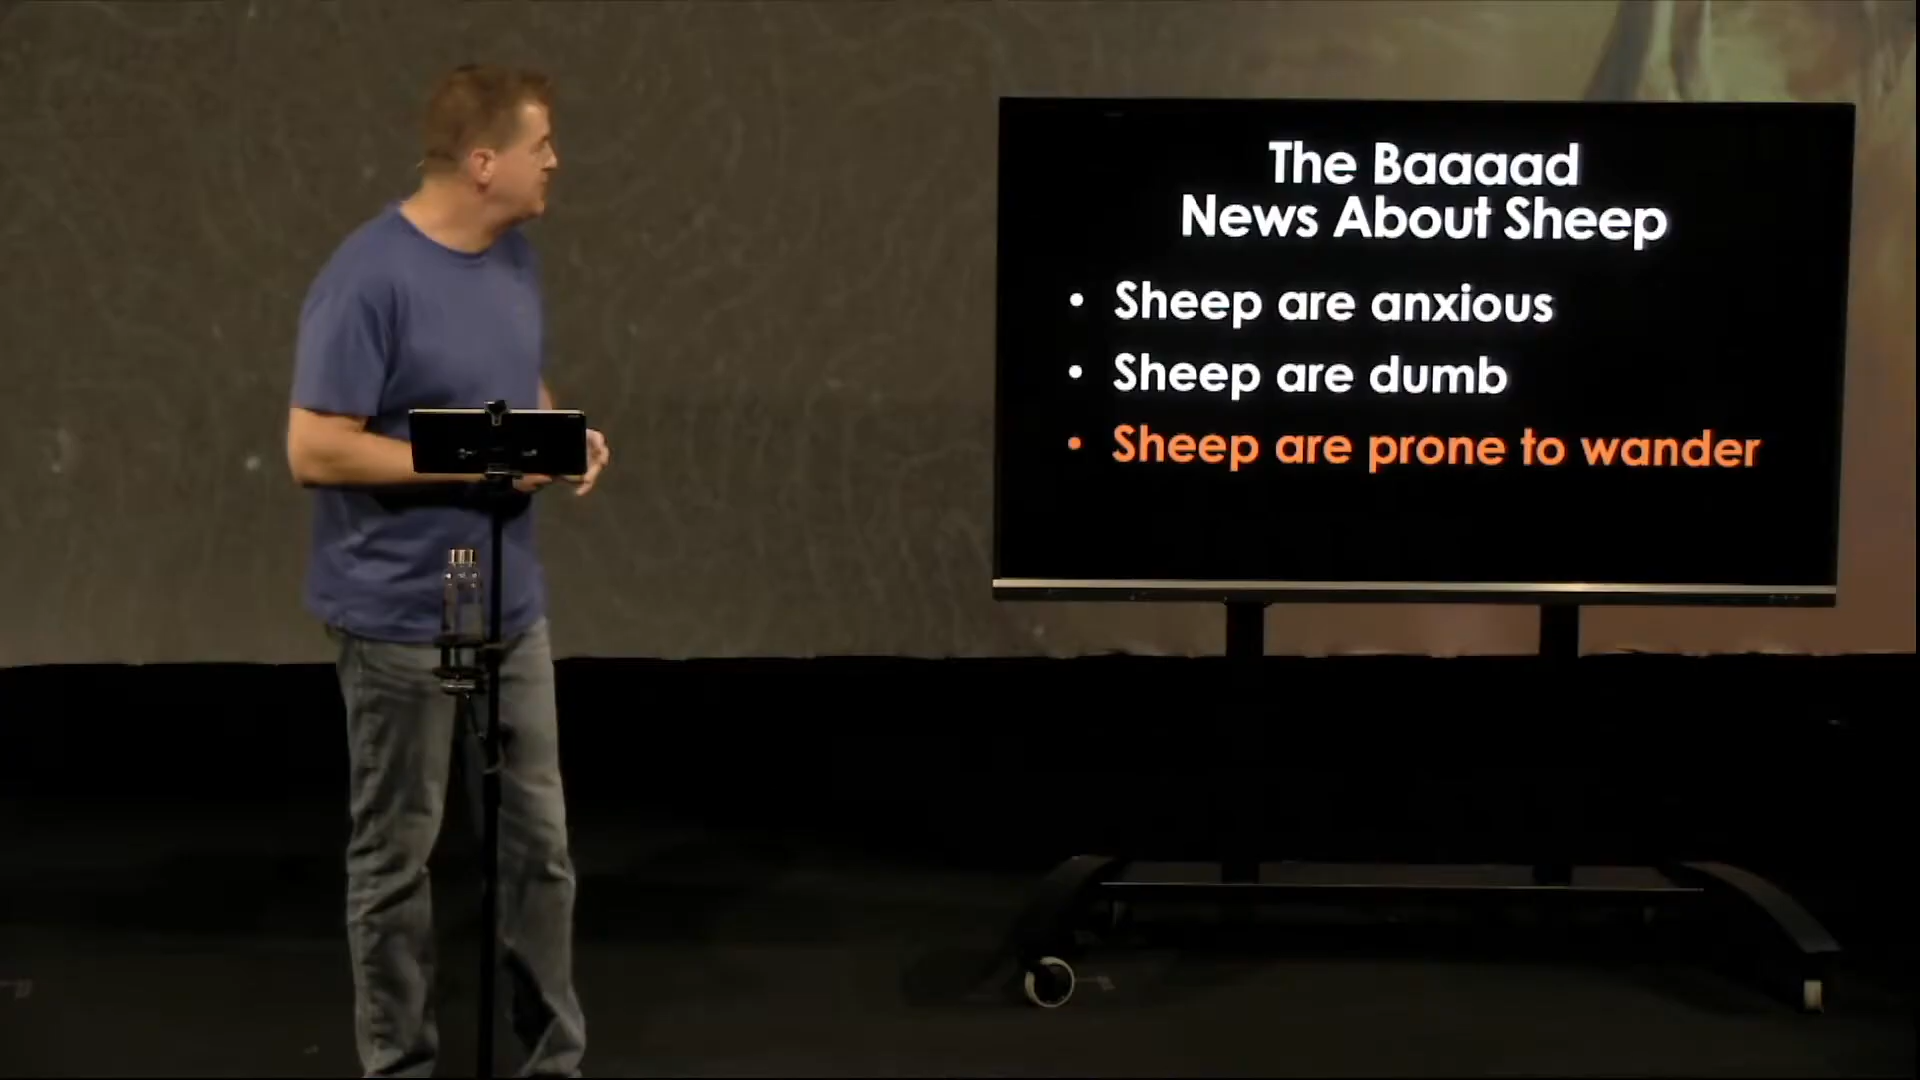 The Baaaad
News About Sheep
• Sheep are anxious
• Sheep are dumb
• Sheep are prone to wander